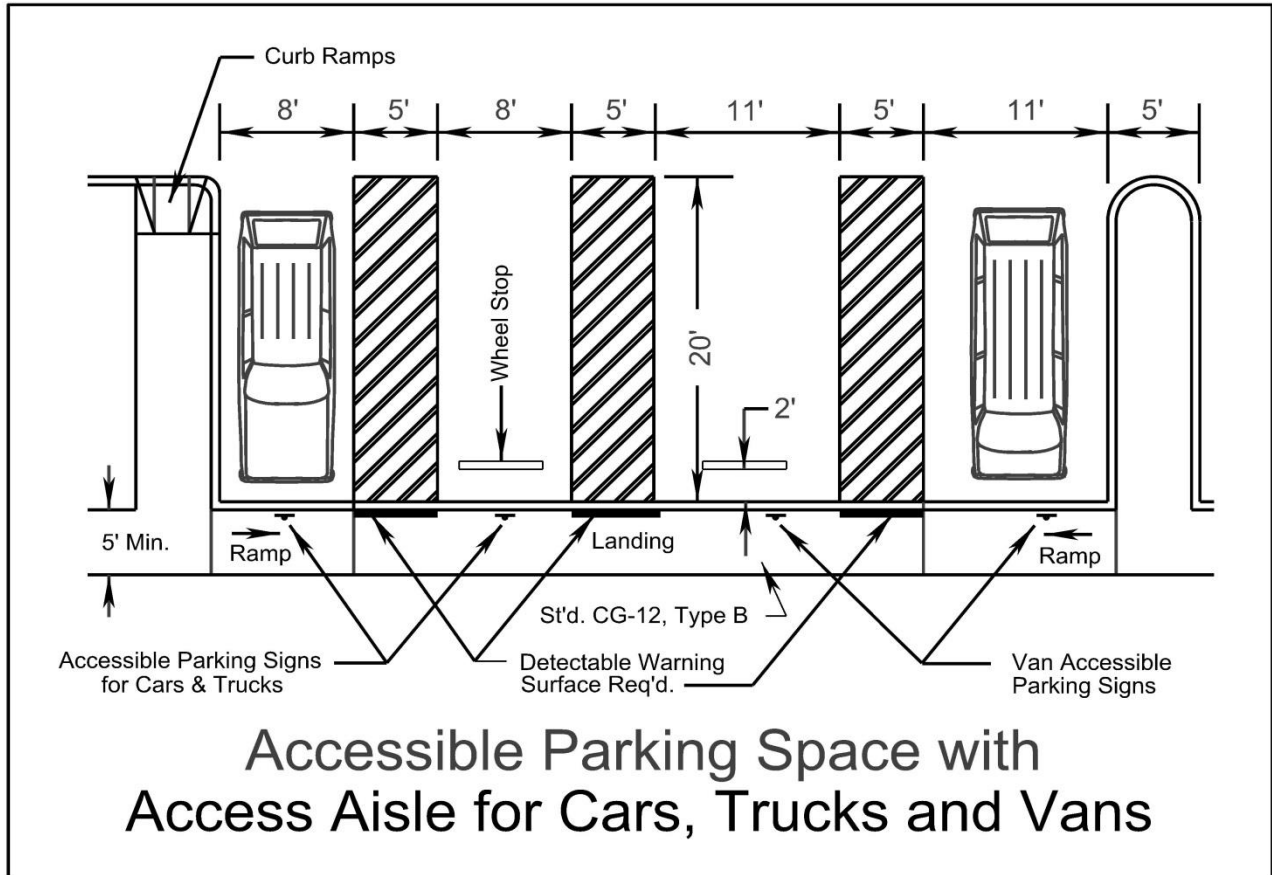 Curb Ramps
8'
5'
8'
5'
11'
5'
11'
5'
Wheel Stop
20'
2'
5' Min.
Ramp
Landing
Ramp
St'd. CG-12, Type B
Accessible Parking Signs
for Cars & Trucks
Detectable Warning
Surface Req'd.
Van Accessible
Parking Signs
Accessible Parking Space with
Access Aisle for Cars, Trucks and Vans